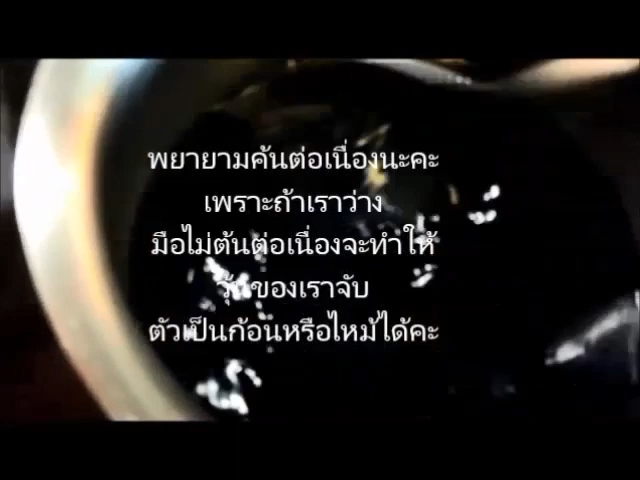 พยายามค้นต่อเนื่องนะคะ
เพราะถ้าเราว่าง
มือไม่ต้นต่อเนื่องจะทำให้
วุ้นของเราจับ
ตัวเป็นก้อนหรือไหม้ได้คะ